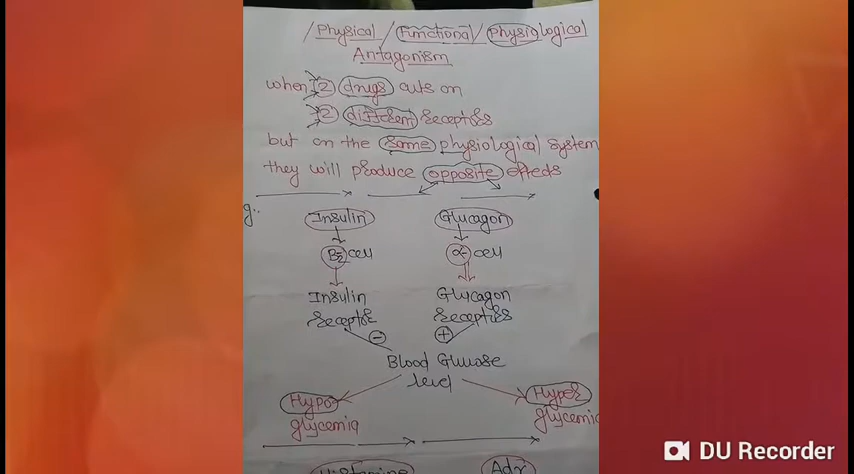 /Physical/Functional/Physiological
Antagonism
when 2 drugs acts on
2 different receptors
but on the same physiological system
they will produce opposite effects
g:.
Insulin Glucagon
β cell α cell
Insulin Glucagon
receptor receptors
- +
Blood Glucose
level
Hypo Hyper
glycemia glycemia
Histamine Adr
DU Recorder